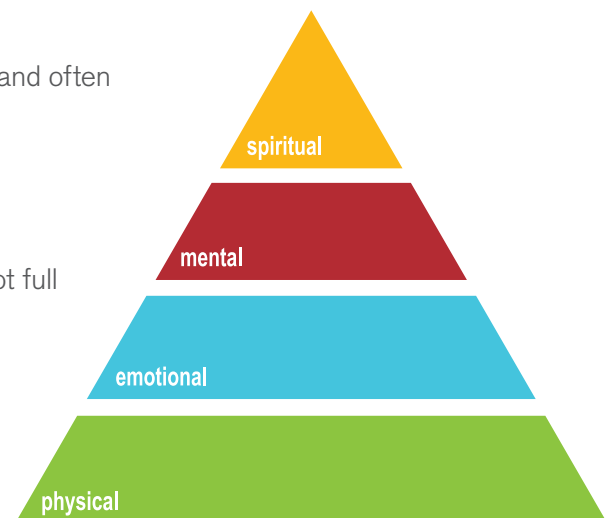 and often
spiritual
mental
ot full
emotional
physical